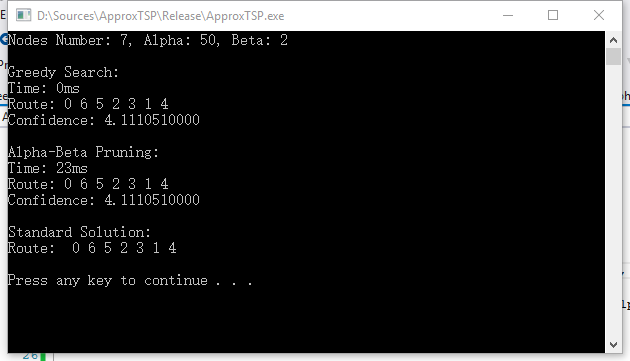 D:\Sources\ApproxTSP\Release\ApproxTSP.exe
Nodes Number: 7, Alpha: 50, Beta: 2
Greedy Search:
Time: 0ms
Route: 0 6 5 2 3 1 4
Confidence: 4.1110510000
Alpha-Beta Pruning:
Time: 23ms
Route: 0 6 5 2 3 1 4
Confidence: 4.1110510000
Standard Solution:
Route:  0 6 5 2 3 1 4
Press any key to continue . . .
26